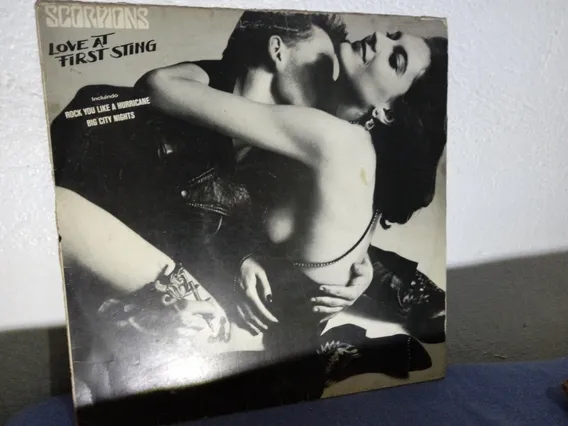 SCORPIONS
LOVE AT
FIRST STING
Incluindo
ROCK YOU LIKE A HURRICANE
BIG CITY NIGHTS